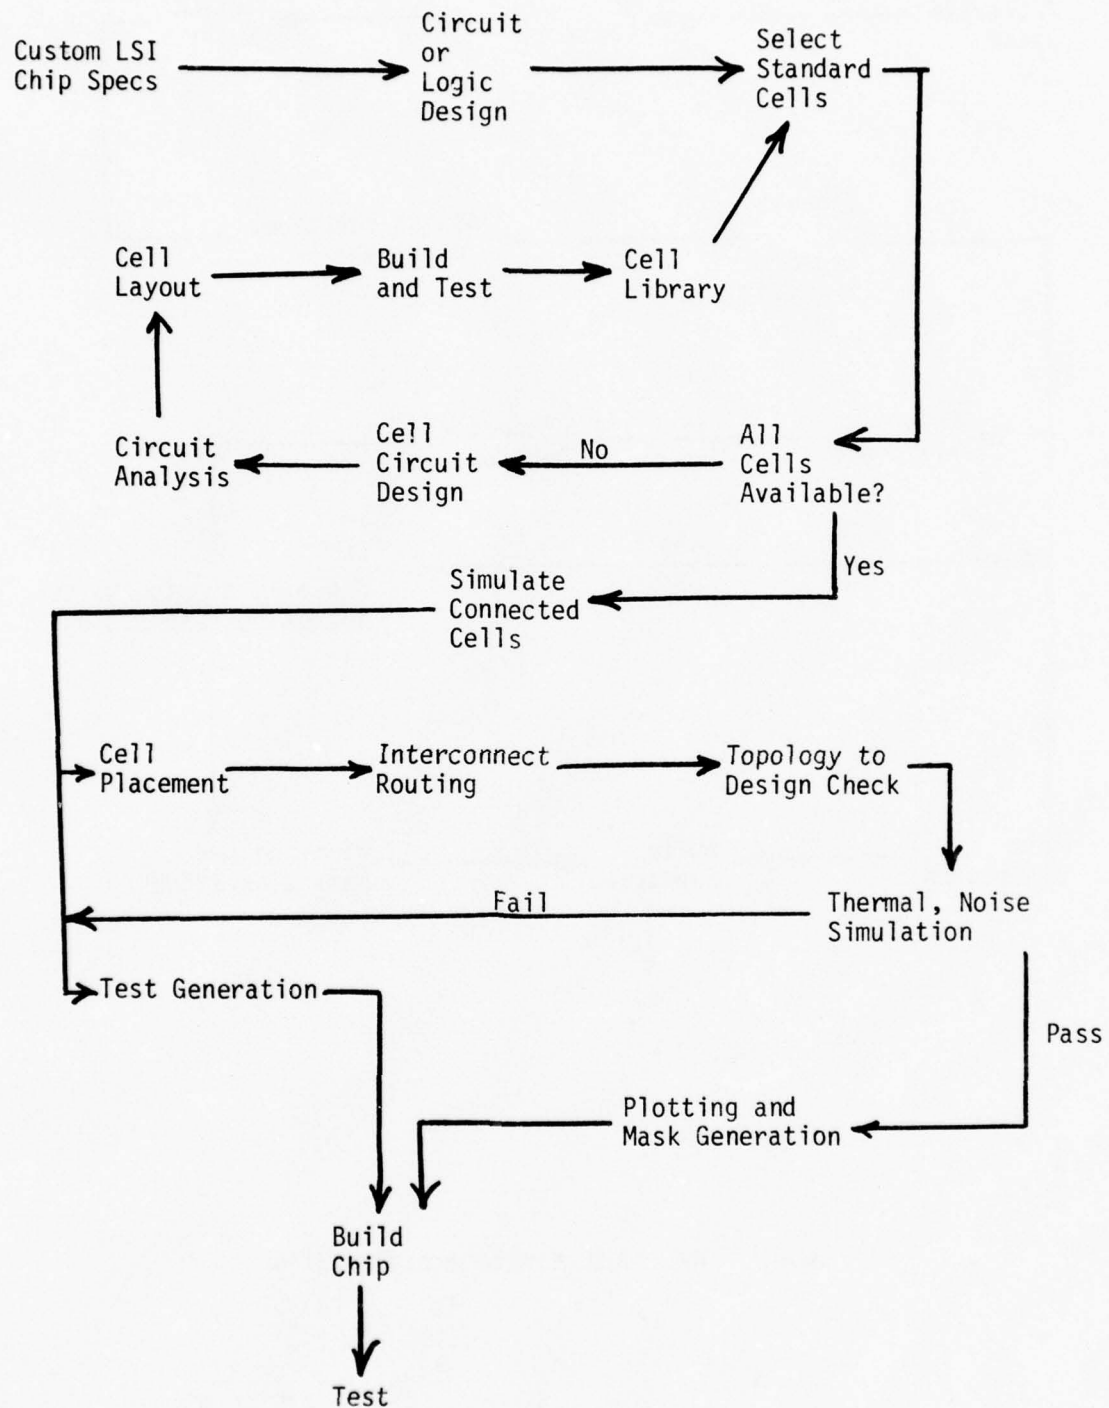 Custom LSI
Chip Specs
Circuit
or
Logic
Design
Select
Standard
Cells
Cell
Layout
Build
and Test
Cell
Library
Circuit
Analysis
Cell
Circuit
Design
No
All
Cells
Available?
Yes
Simulate
Connected
Cells
Cell
Placement
Interconnect
Routing
Topology to
Design Check
Fail
Thermal, Noise
Simulation
Test Generation
Pass
Plotting and
Mask Generation
Build
Chip
Test